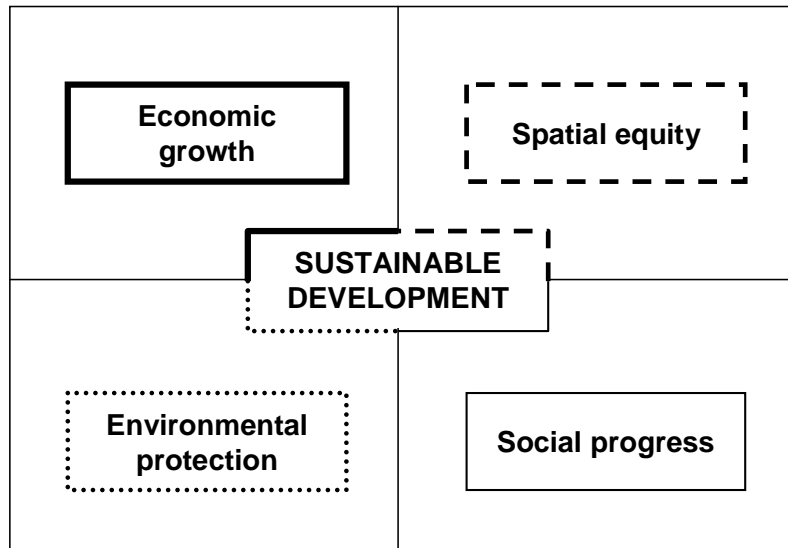 Economic
growth
Spatial equity
SUSTAINABLE
DEVELOPMENT
Environmental
protection
Social progress